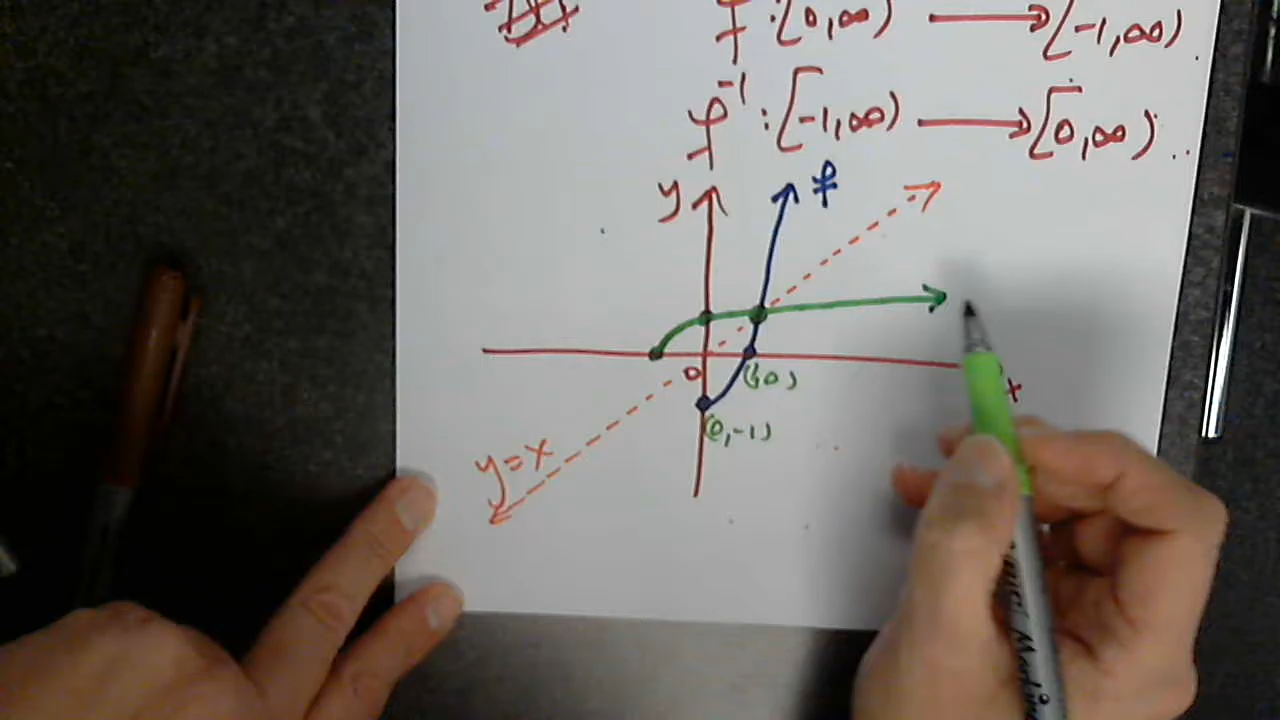 f : [0,∞) → [-1,∞).
f⁻¹ : [-1,∞) → [0,∞)..
y
f
0
(1,0)
x
(0,-1)
y=x